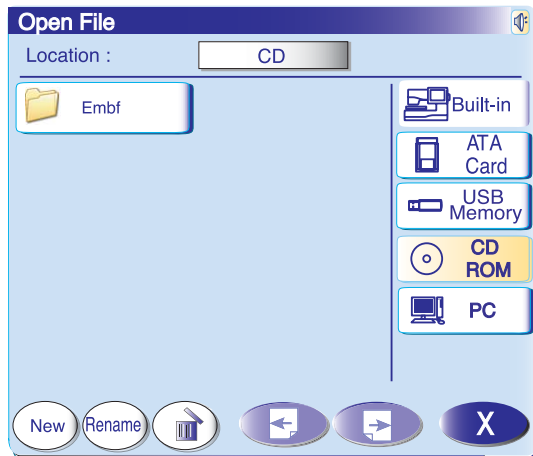 Open File
Location :
CD
Embf
Built-in
ATA
Card
USB
Memory
CD
ROM
PC
New
Rename
X